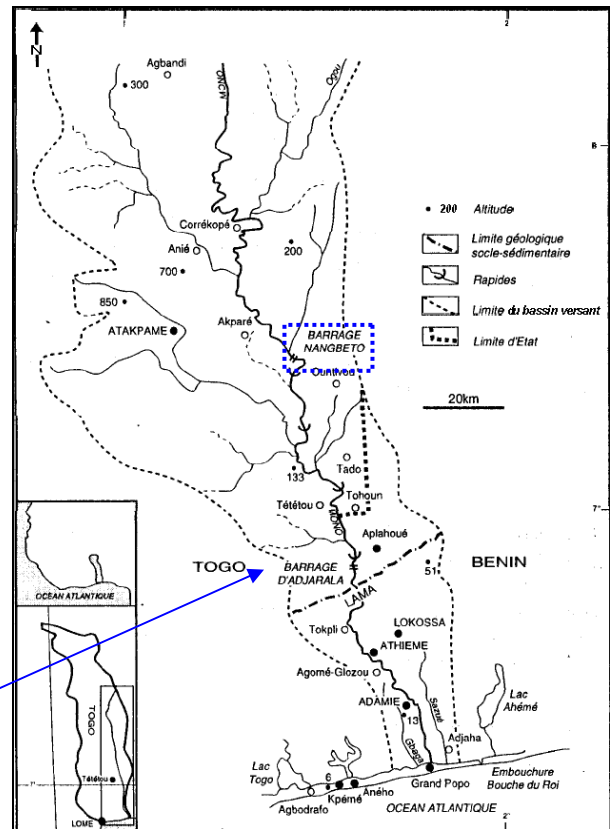 1
2
N
Agbandi
300
MONO
Ogou
8
Corrékopé
Anié
700
200
850
ATAKPAME
Akparé
BARRAGE
NANGBETO
Ountivou
200 Altitude
Limite géologique
socle-sédimentaire
Rapides
Limite du bassin versant
Limite d'Etat
20km
133
Tado
Tététou
Tohoun
MONO
7°
Aplahoué
TOGO
BARRAGE
D'ADJARALA
BENIN
51
LAMA
OCEAN ATLANTIQUE
Tokpli
LOKOSSA
ATHIEME
Agomé-Glozou
ADAMIE
13
Sazué
Gbaga
Adjaha
Lac
Ahémé
TOGO
Tététou
LOME
Lac
Togo
6
Agbodrafo
Kpémé
Aného
Grand Popo
Embouchure
Bouche du Roi
OCEAN ATLANTIQUE
2°